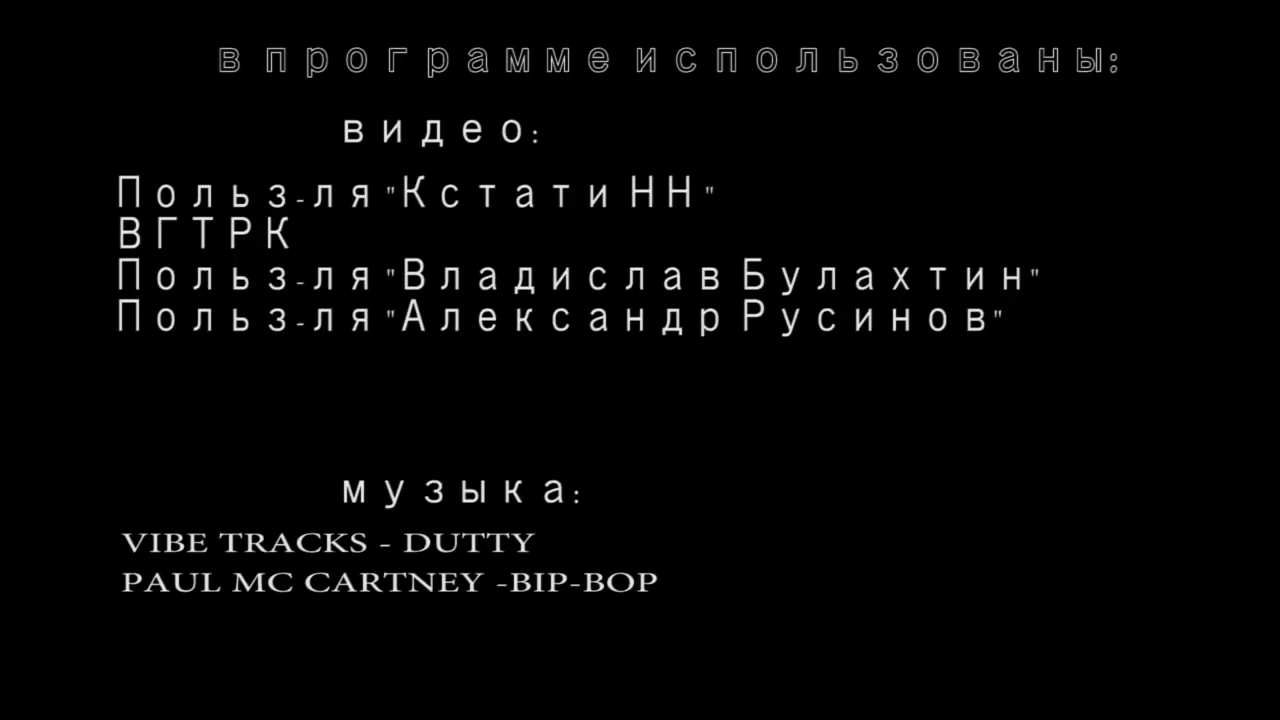 в программе использованы:
видео:
Польз-ля "Кстати НН"
ВГТРК
Польз-ля "Владислав Булахтин"
Польз-ля "Александр Русинов"
музыка:
VIBE TRACKS - DUTTY
PAUL MC CARTNEY -BIP-BOP